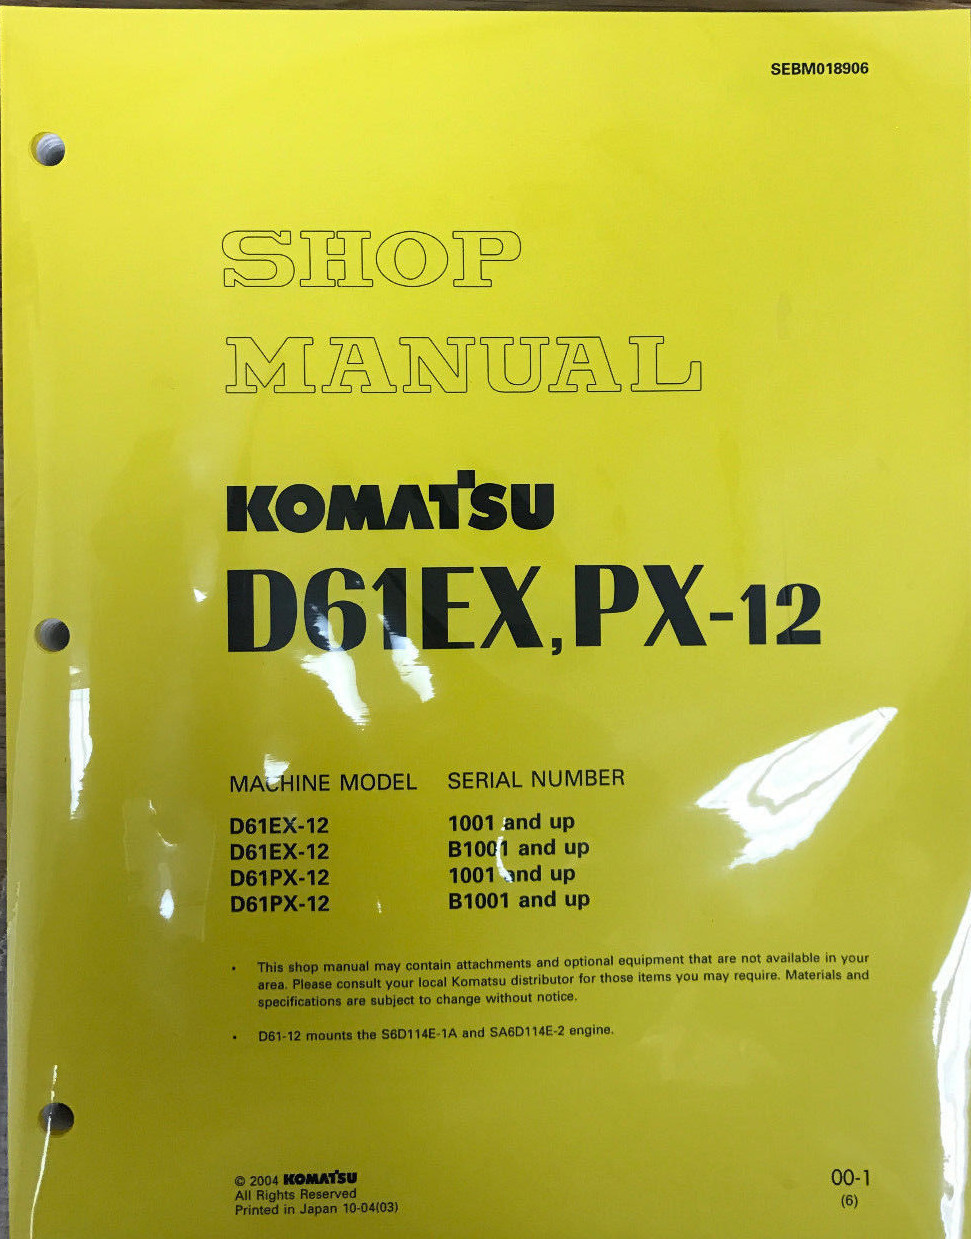 SEBM018906
SHOP
MANUAL
KOMATSU
D61EX, PX-12
MACHINE MODEL SERIAL NUMBER
D61EX-12 1001 and up
D61EX-12 B1001 and up
D61PX-12 1001 and up
D61PX-12 B1001 and up
• This shop manual may contain attachments and optional equipment that are not available in your
area. Please consult your local Komatsu distributor for those items you may require. Materials and
specifications are subject to change without notice.
• D61-12 mounts the S6D114E-1A and SA6D114E-2 engine.
© 2004 KOMATSU
All Rights Reserved
Printed in Japan 10-04(03)
00-1
(6)